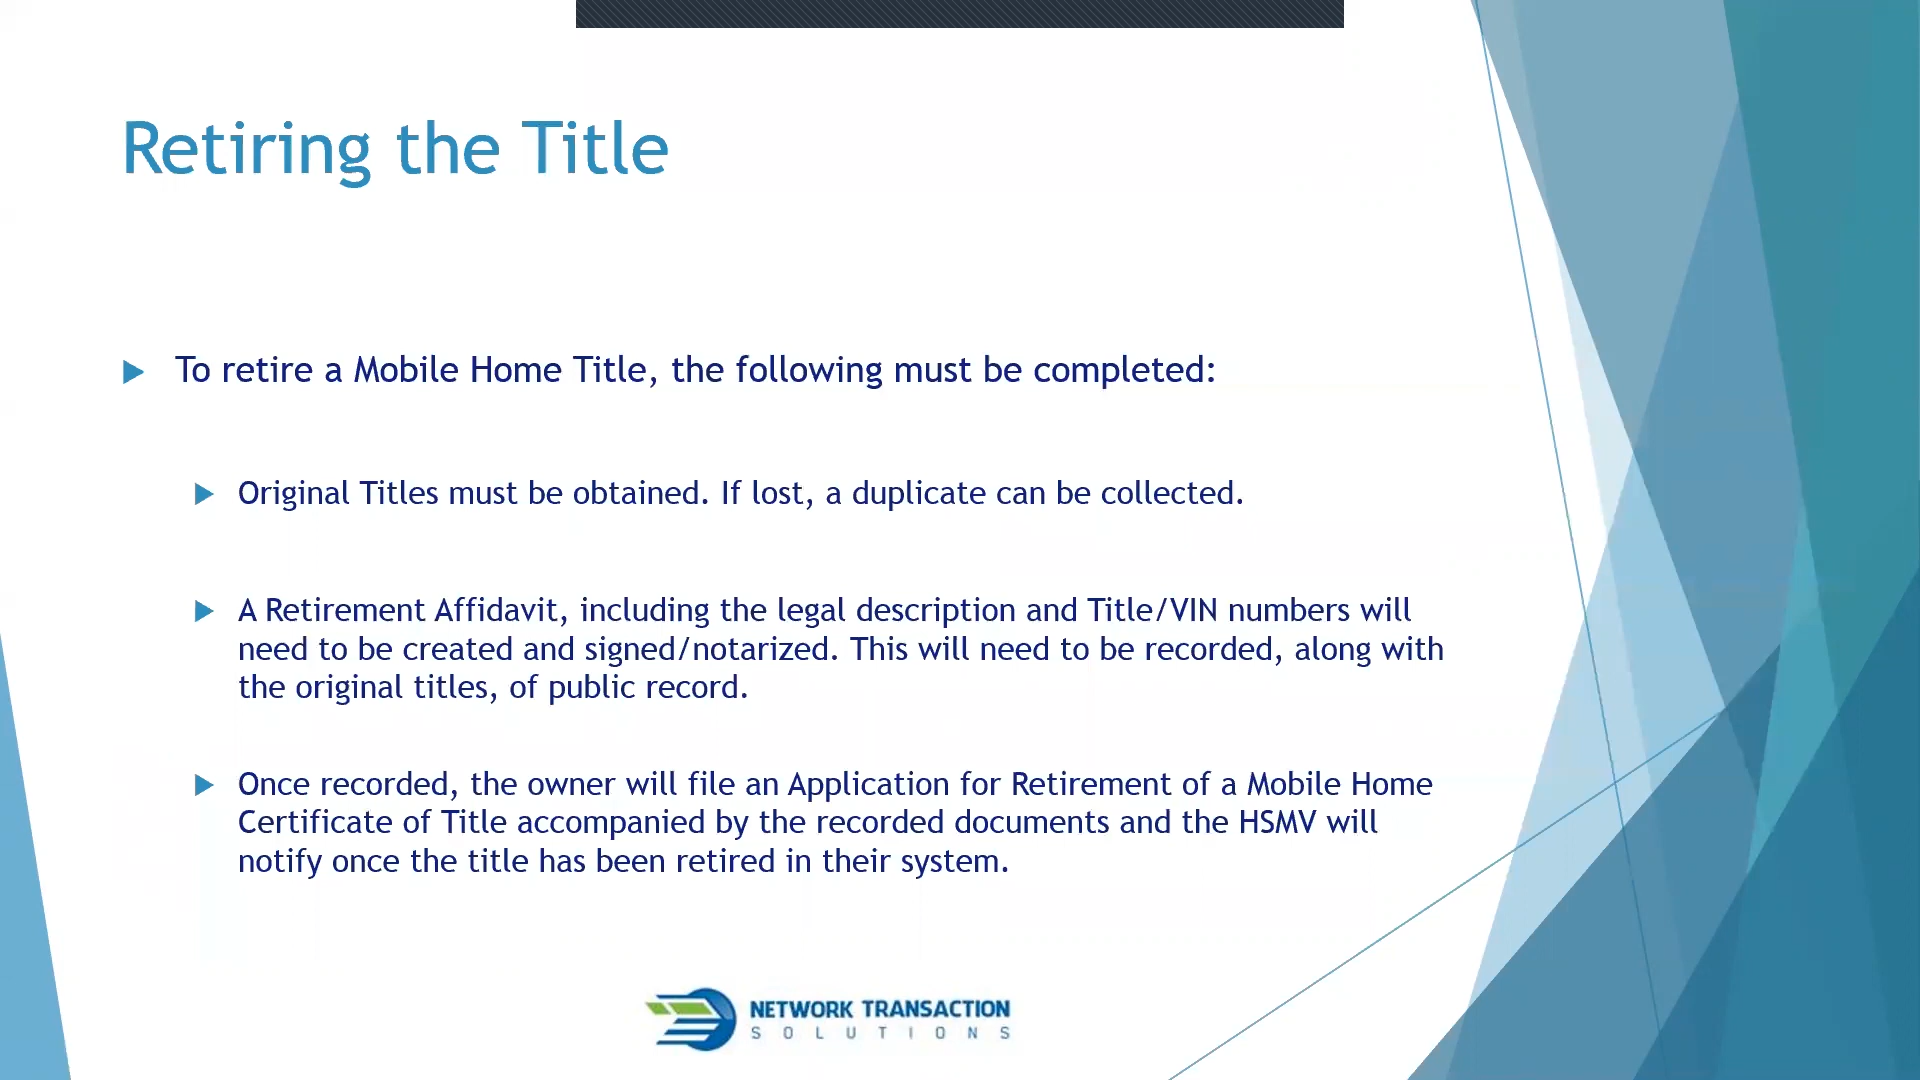 Retiring the Title
To retire a Mobile Home Title, the following must be completed:
Original Titles must be obtained. If lost, a duplicate can be collected.
A Retirement Affidavit, including the legal description and Title/VIN numbers will
need to be created and signed/notarized. This will need to be recorded, along with
the original titles, of public record.
Once recorded, the owner will file an Application for Retirement of a Mobile Home
Certificate of Title accompanied by the recorded documents and the HSMV will
notify once the title has been retired in their system.
NETWORK TRANSACTION
SOLUTIONS